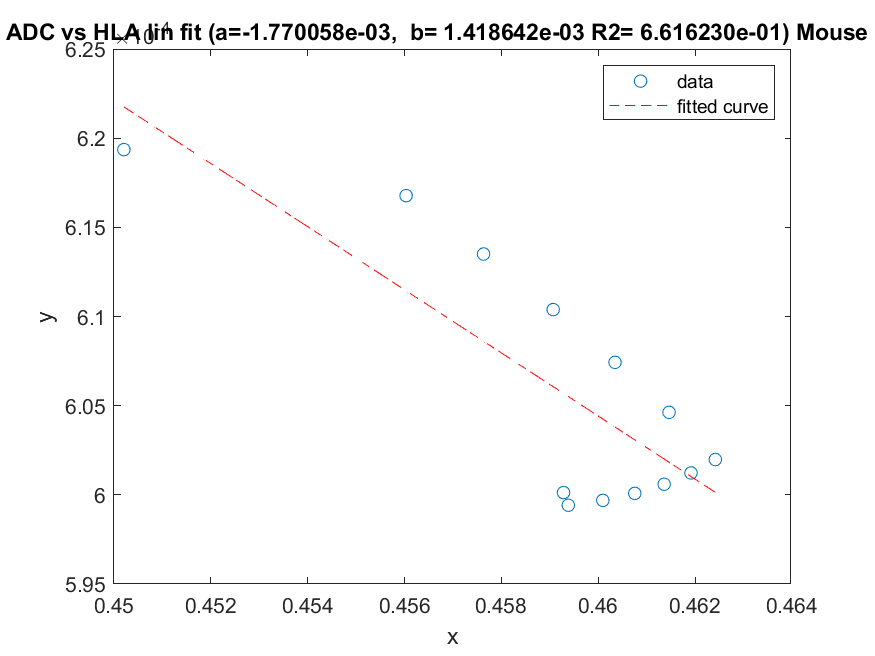 ADC vs HLA lin fit (a=-1.770058e-03, b= 1.418642e-03 R2= 6.616230e-01) Mouse
×10⁻⁴
6.25
6.2
6.15
6.1
6.05
6
5.95
y
data
fitted curve
0.45 0.452 0.454 0.456 0.458 0.46 0.462 0.464
x